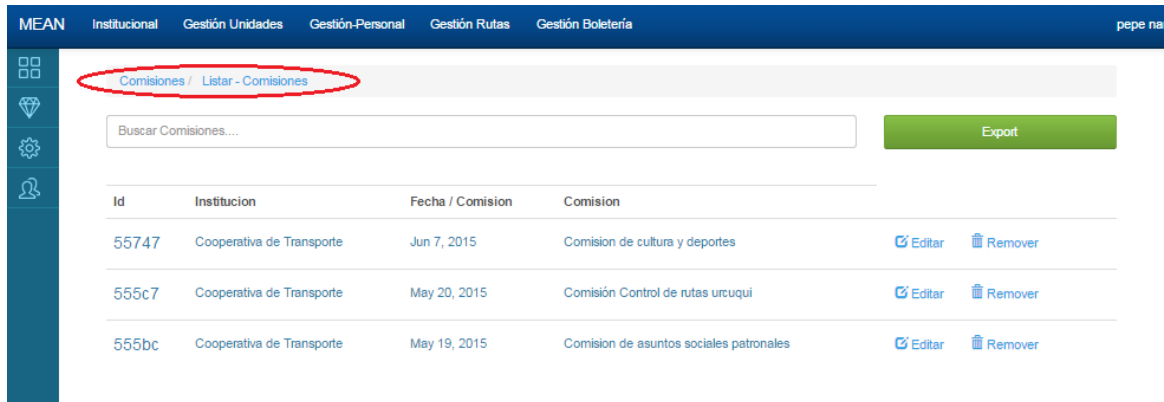 MEAN Institucional Gestión Unidades Gestión-Personal Gestión Rutas Gestión Boletería pepe
Comisiones / Listar - Comisiones
Buscar Comisiones.... Export
Id Institucion Fecha / Comision Comision
55747 Cooperativa de Transporte Jun 7, 2015 Comision de cultura y deportes Editar Remover
555c7 Cooperativa de Transporte May 20, 2015 Comisión Control de rutas urcuqui Editar Remover
555bc Cooperativa de Transporte May 19, 2015 Comision de asuntos sociales patronales Editar Remover